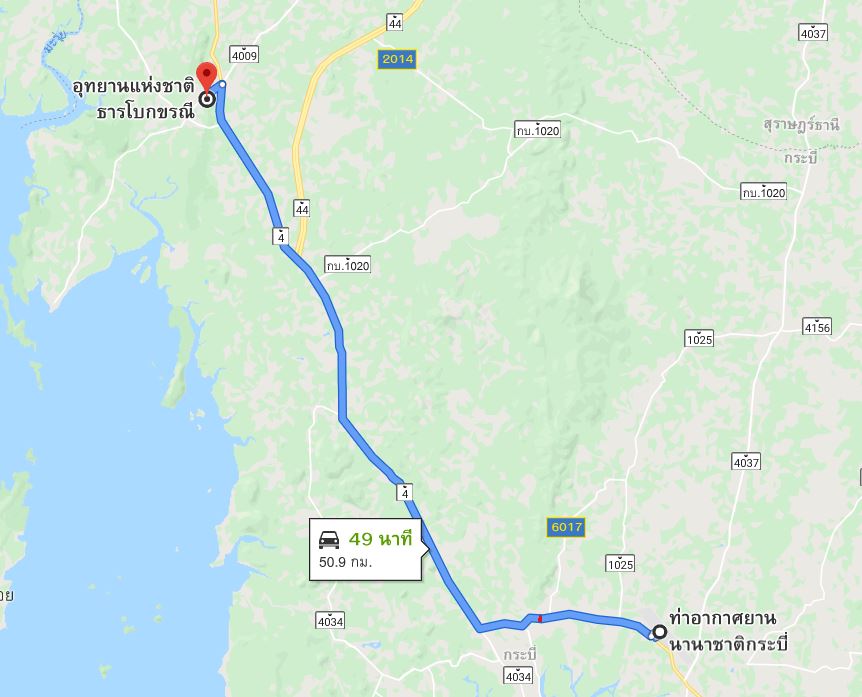 44
4037
4009
2014
อุทยานแห่งชาติ
ธารโบกขรณี
กบ.1020
สุราษฎร์ธานี
กระบี่
กบ.1020
44
4
กบ.1020
4156
1025
4037
4
6017
49 นาที
50.9 กม.
1025
4034
ท่าอากาศยาน
นานาชาติกระบี่
กระบี่
4034